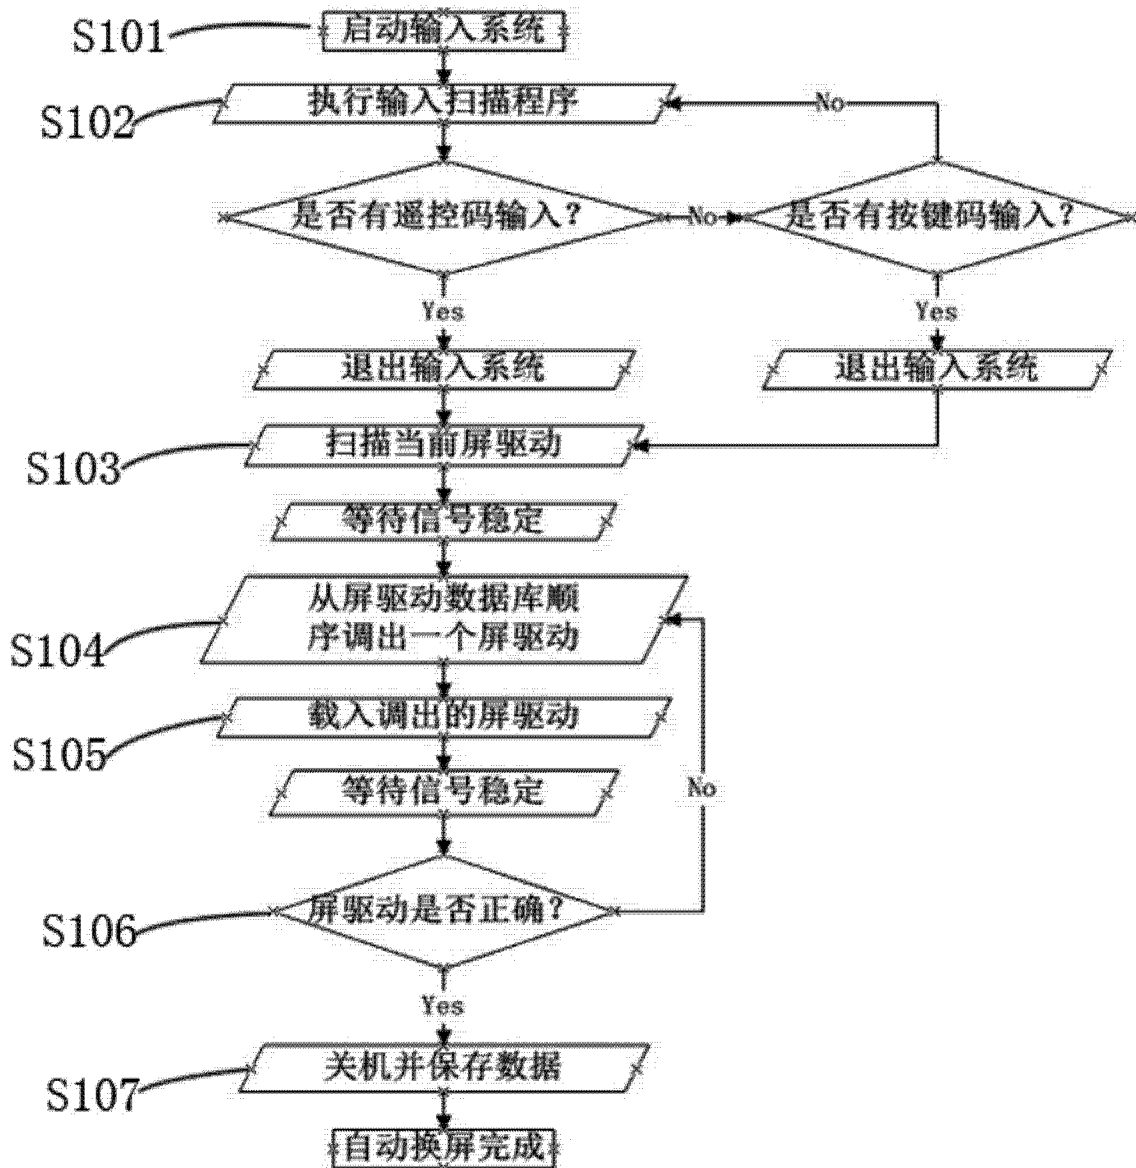 S101
启动输入系统
S102
执行输入扫描程序
No
是否有遥控码输入？
No
是否有按键码输入？
Yes
Yes
退出输入系统
退出输入系统
S103
扫描当前屏驱动
等待信号稳定
S104
从屏驱动数据库顺
序调出一个屏驱动
S105
载入调出的屏驱动
等待信号稳定
No
S106
屏驱动是否正确？
Yes
S107
关机并保存数据
自动换屏完成